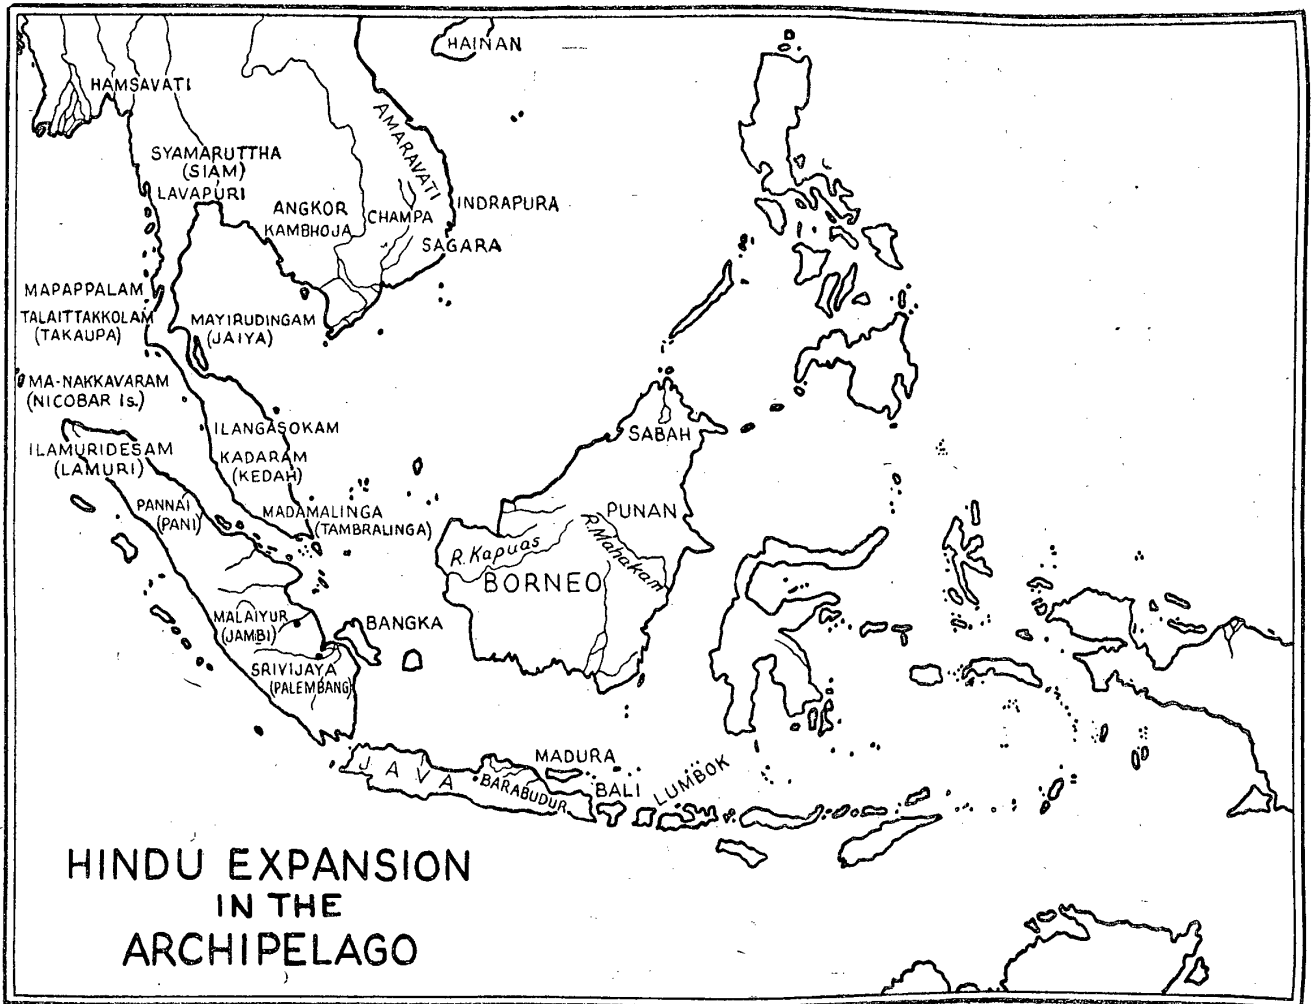 HAINAN
HAMSAVATI
AMARAVATI
SYAMARUTTHA
(SIAM)
LAVAPURI
INDRAPURA
ANGKOR
KAMBHOJA
CHAMPA
SAGARA
MAPAPPALAM
TALAITTAKKOLAM
(TAKAUPA)
MAYIRUDINGAM
(JAIYA)
MA-NAKKAVARAM
(NICOBAR Is.)
ILANGASOKAM
SABAH
ILAMURIDESAM
(LAMURI)
KADARAM
(KEDAH)
PANNAI
(PANI)
MADAMALINGA
(TAMBRALINGA)
PUNAN
R. Kapuas
R. Mahakam
BORNEO
MALAIYUR
(JAMBI)
BANGKA
SRIVIJAYA
(PALEMBANG)
JAVA
BARABUDUR
MADURA
BALI
LUMBOK
HINDU EXPANSION
IN THE
ARCHIPELAGO